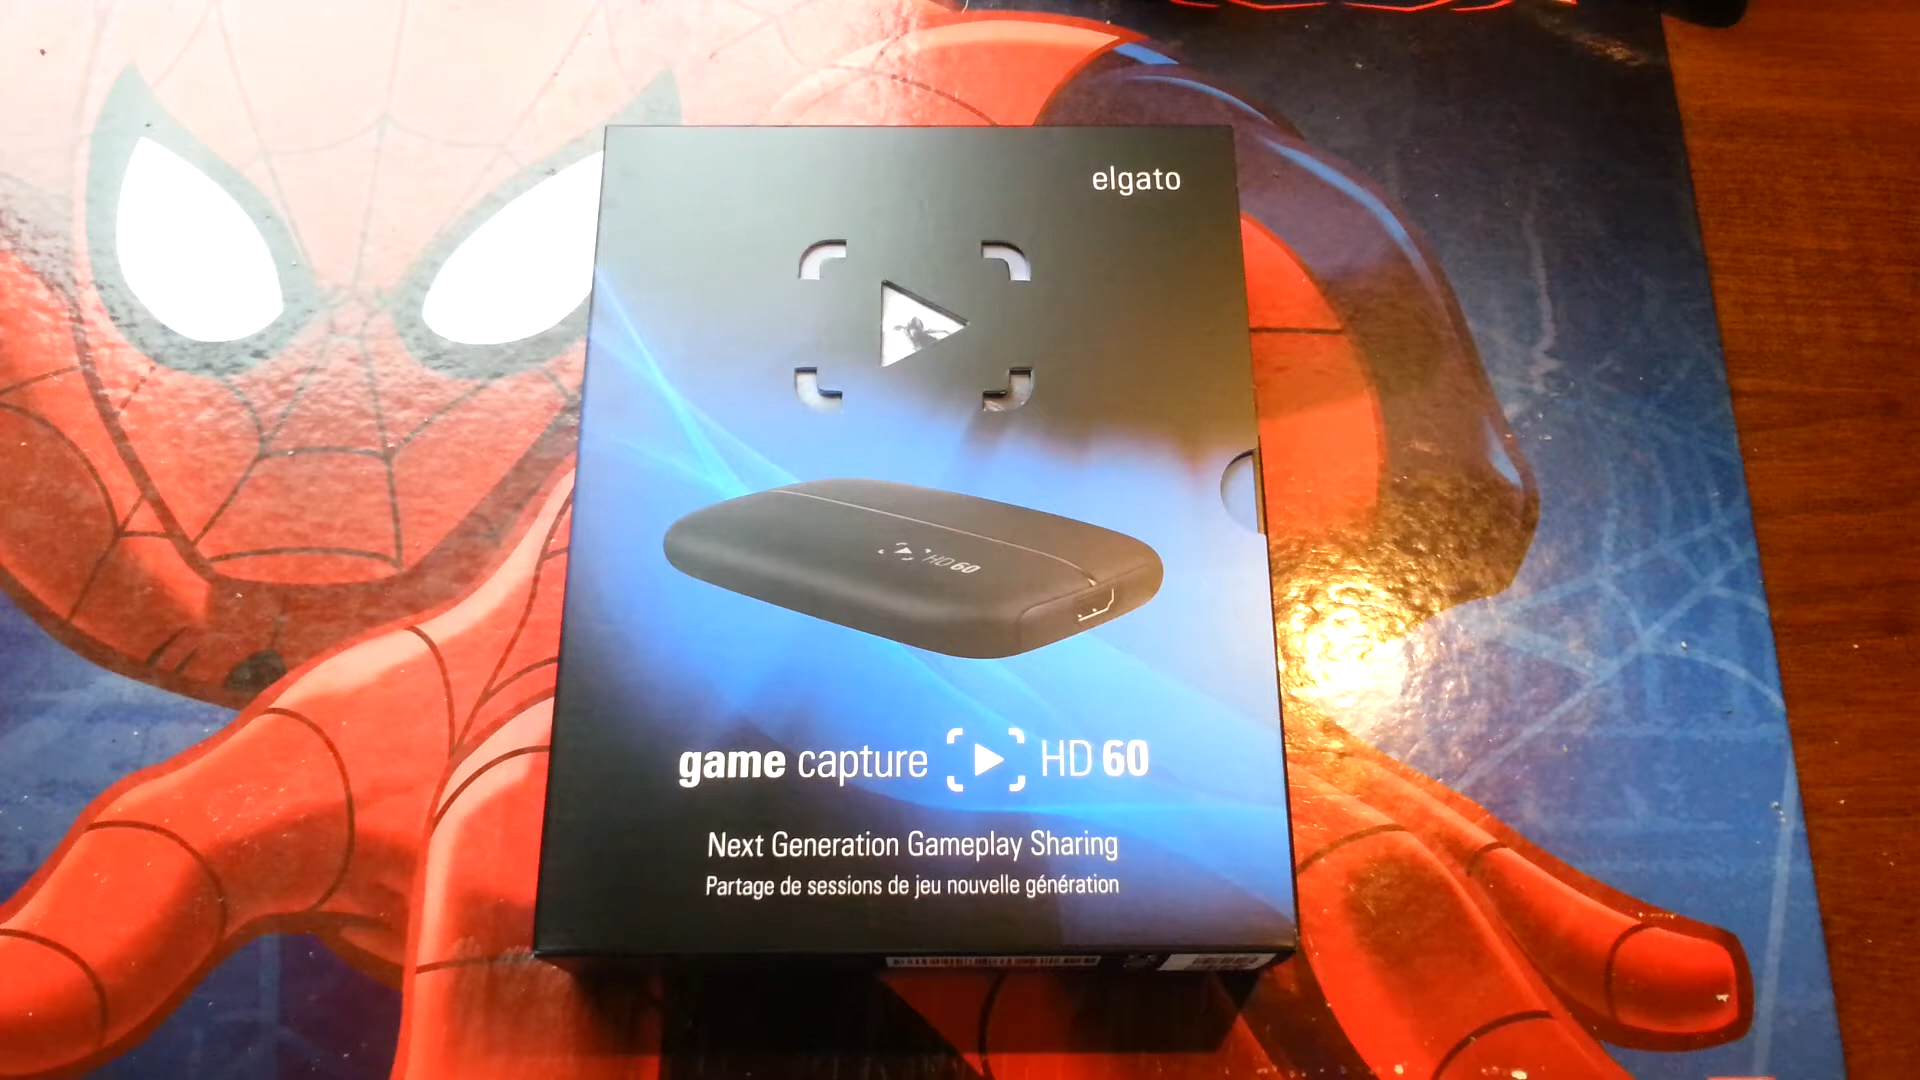 elgato
HD 60
game capture HD 60
Next Generation Gameplay Sharing
Partage de sessions de jeu nouvelle génération